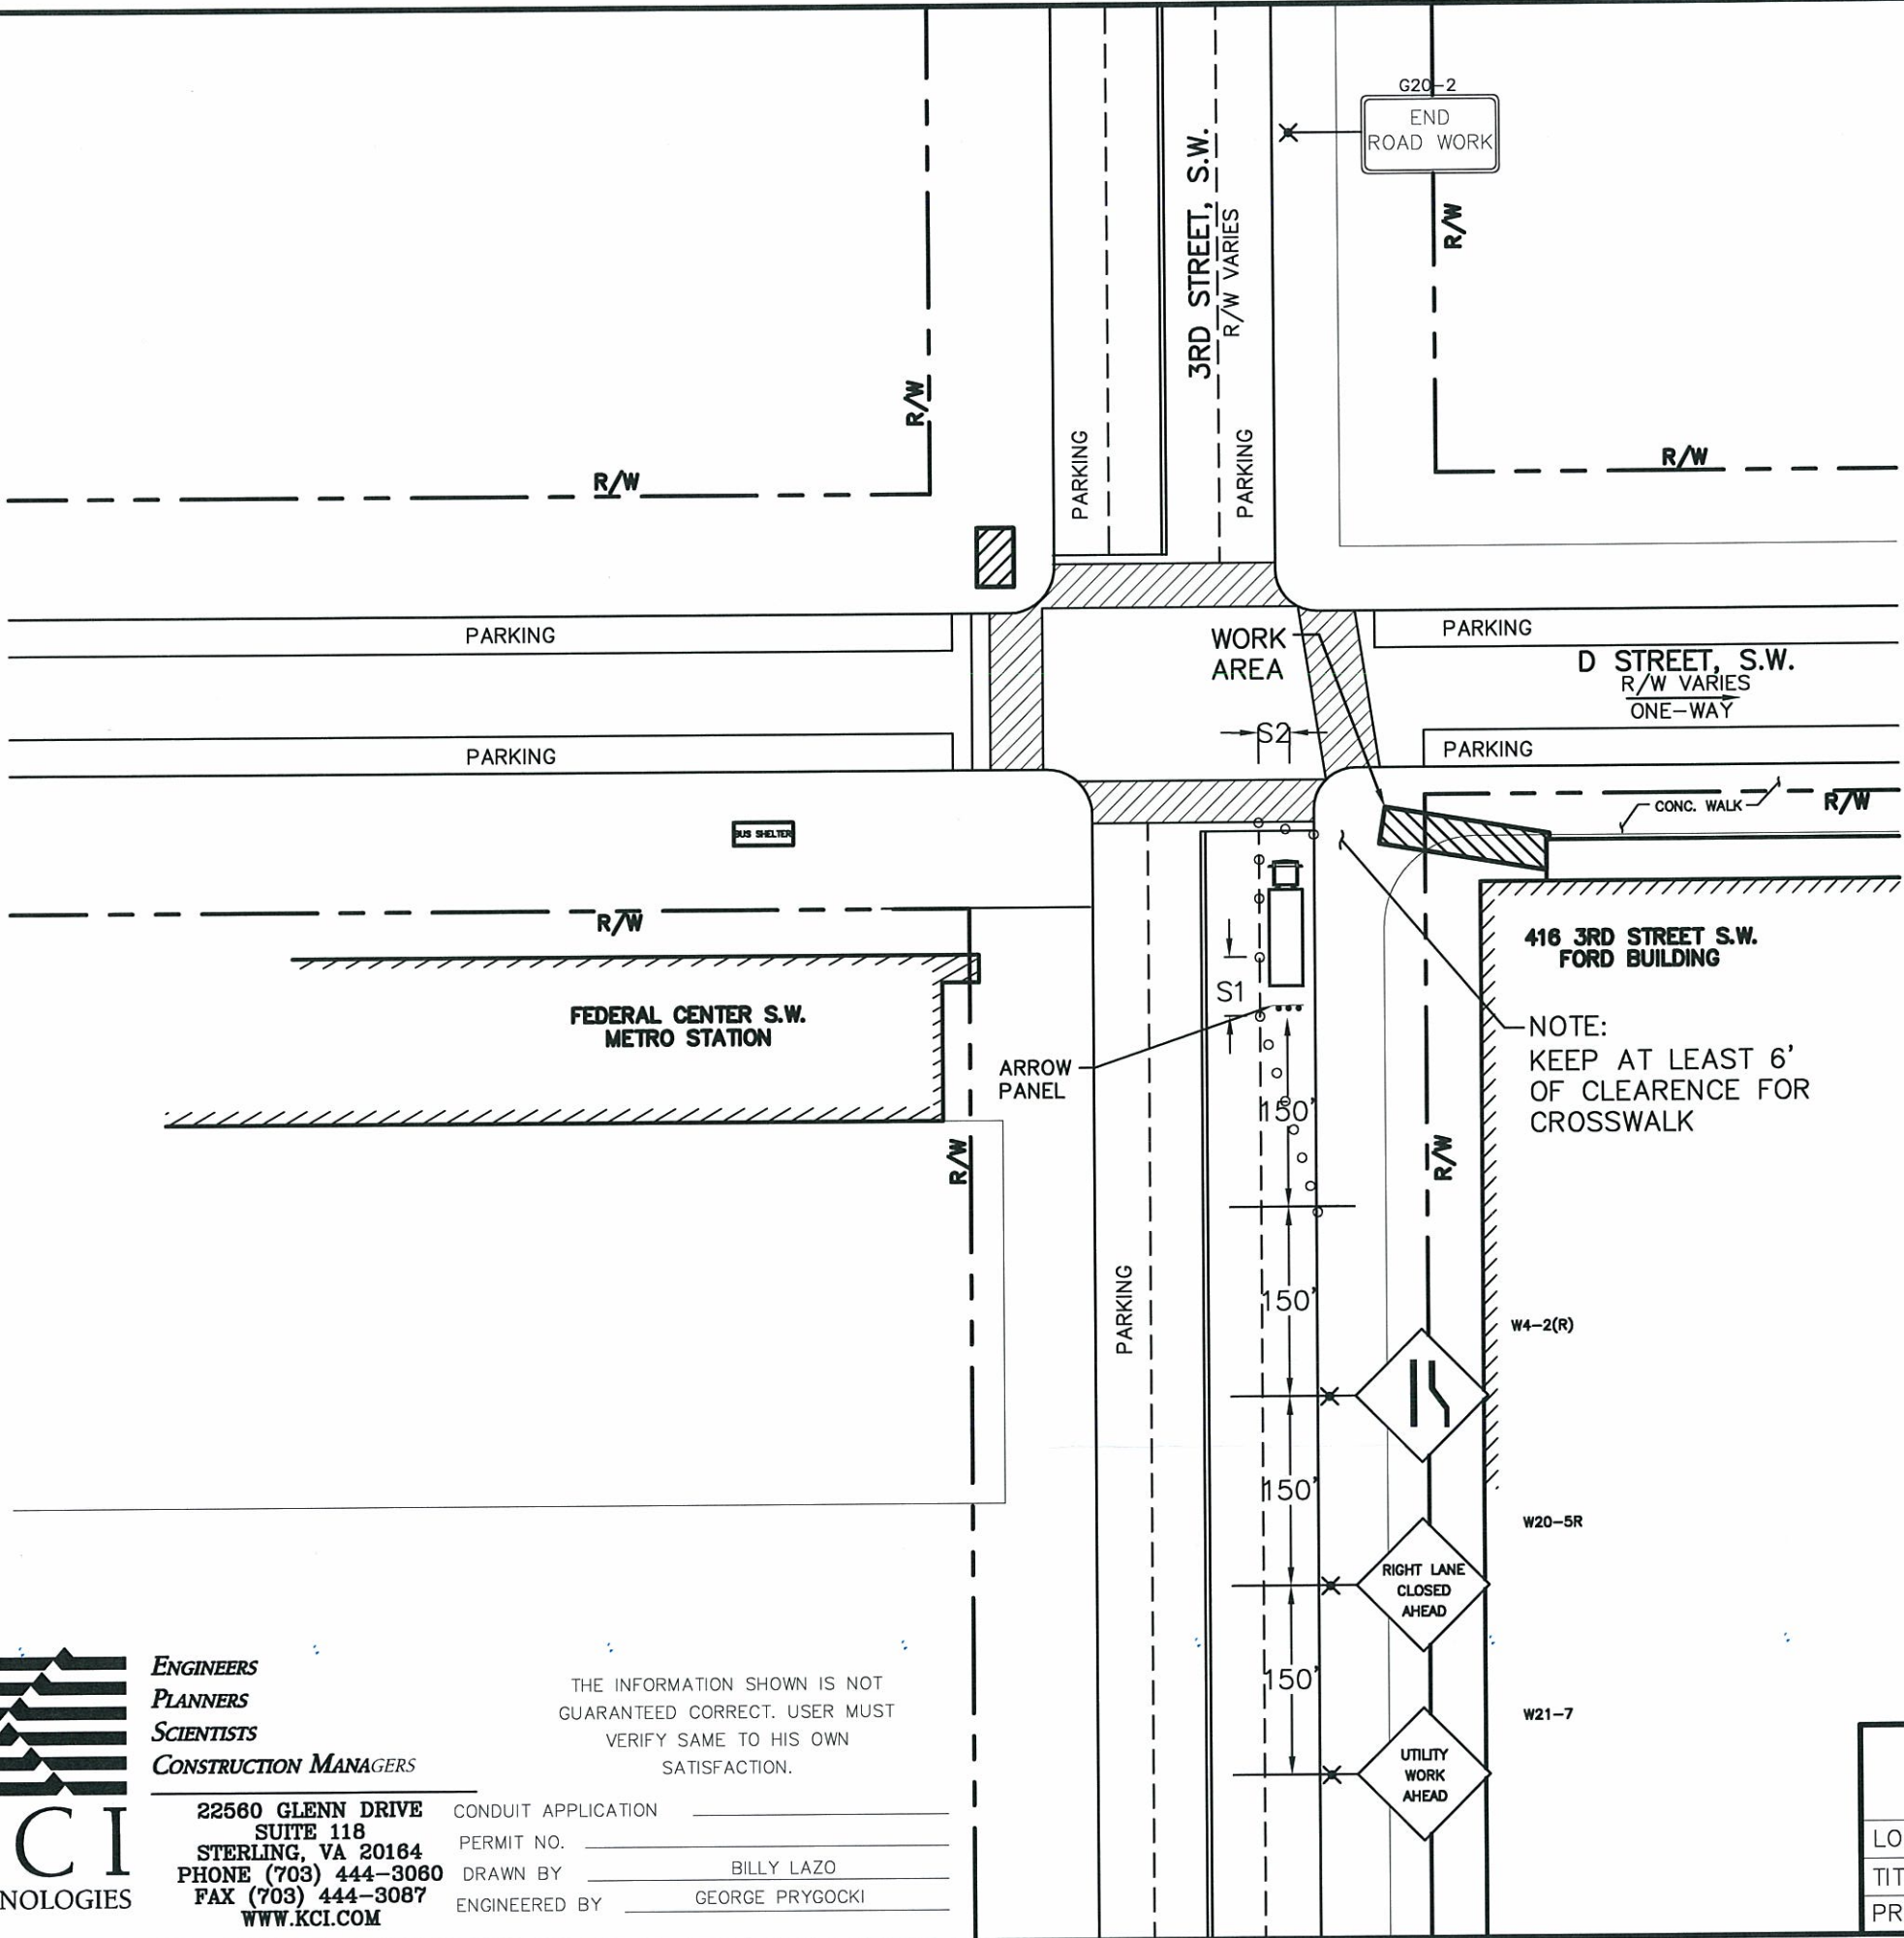 G20-2
END
ROAD WORK
3RD STREET, S.W.
R/W VARIES
R/W
R/W
PARKING
PARKING
R/W
R/W
PARKING
WORK
AREA
PARKING
D STREET, S.W.
R/W VARIES
ONE-WAY
S2
PARKING
PARKING
BUS SHELTER
CONC. WALK
R/W
R/W
416 3RD STREET S.W.
FORD BUILDING
S1
FEDERAL CENTER S.W.
METRO STATION
NOTE:
KEEP AT LEAST 6'
OF CLEARENCE FOR
CROSSWALK
ARROW
PANEL
150'
R/W
R/W
PARKING
150'
W4-2(R)
150'
W20-5R
RIGHT LANE
CLOSED
AHEAD
150'
W21-7
UTILITY
WORK
AHEAD
ENGINEERS
PLANNERS
SCIENTISTS
CONSTRUCTION MANAGERS
THE INFORMATION SHOWN IS NOT
GUARANTEED CORRECT. USER MUST
VERIFY SAME TO HIS OWN
SATISFACTION.
CI
NOLOGIES
22560 GLENN DRIVE
SUITE 118
STERLING, VA 20164
PHONE (703) 444-3060
FAX (703) 444-3087
WWW.KCI.COM
CONDUIT APPLICATION
PERMIT NO.
DRAWN BY BILLY LAZO
ENGINEERED BY GEORGE PRYGOCKI
LO
TIT
PR